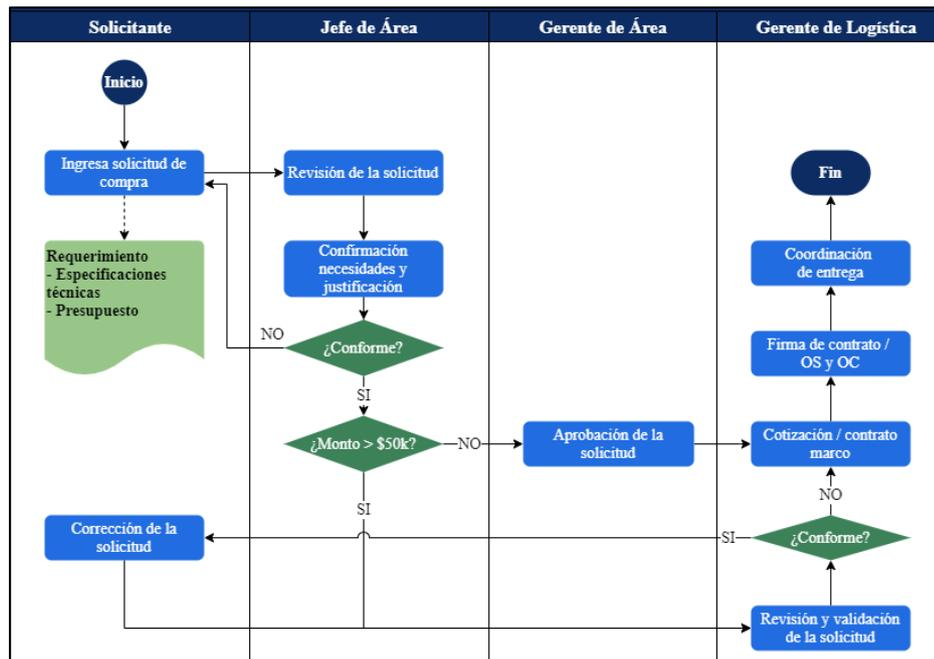 Solicitante
Jefe de Área
Gerente de Área
Gerente de Logística
Inicio
Ingresa solicitud de
compra
Revisión de la solicitud
Fin
Requerimiento
- Especificaciones
técnicas
- Presupuesto
Confirmación
necesidades y
justificación
Coordinación
de entrega
NO
¿Conforme?
Firma de contrato /
OS y OC
SI
¿Monto > $50k?
NO
Aprobación de la
solicitud
Cotización / contrato
marco
SI
NO
Corrección de la
solicitud
SI
¿Conforme?
Revisión y validación
de la solicitud